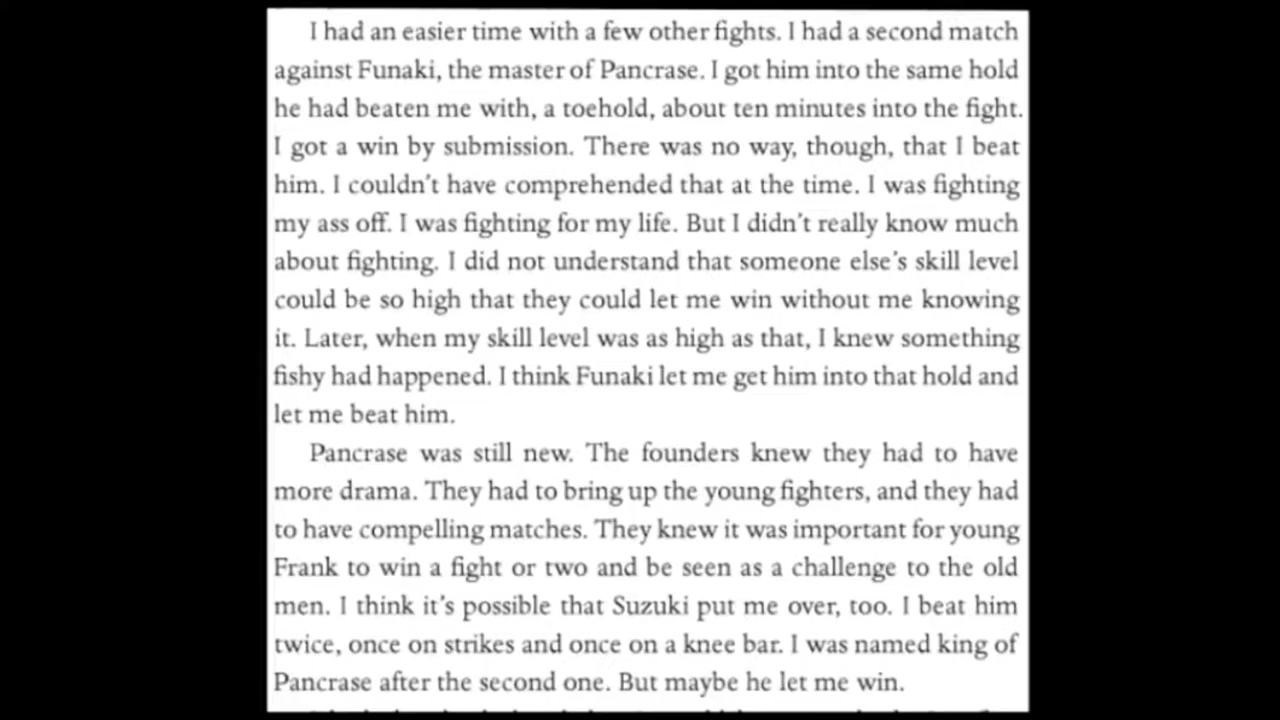 I had an easier time with a few other fights. I had a second match
against Funaki, the master of Pancrase. I got him into the same hold
he had beaten me with, a toehold, about ten minutes into the fight.
I got a win by submission. There was no way, though, that I beat
him. I couldn't have comprehended that at the time. I was fighting
my ass off. I was fighting for my life. But I didn't really know much
about fighting. I did not understand that someone else's skill level
could be so high that they could let me win without me knowing
it. Later, when my skill level was as high as that, I knew something
fishy had happened. I think Funaki let me get him into that hold and
let me beat him.
Pancrase was still new. The founders knew they had to have
more drama. They had to bring up the young fighters, and they had
to have compelling matches. They knew it was important for young
Frank to win a fight or two and be seen as a challenge to the old
men. I think it's possible that Suzuki put me over, too. I beat him
twice, once on strikes and once on a knee bar. I was named king of
Pancrase after the second one. But maybe he let me win.